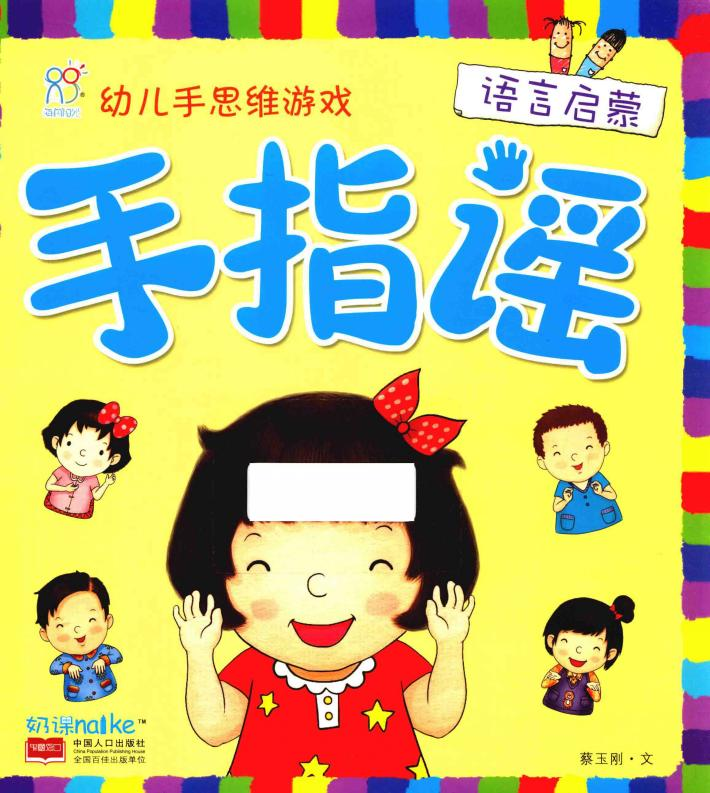 幼儿手思维游戏
语言启蒙
手指谣
奶课naike™
中国人口出版社
China Population Publishing House
全国百佳出版单位
蔡玉刚·文